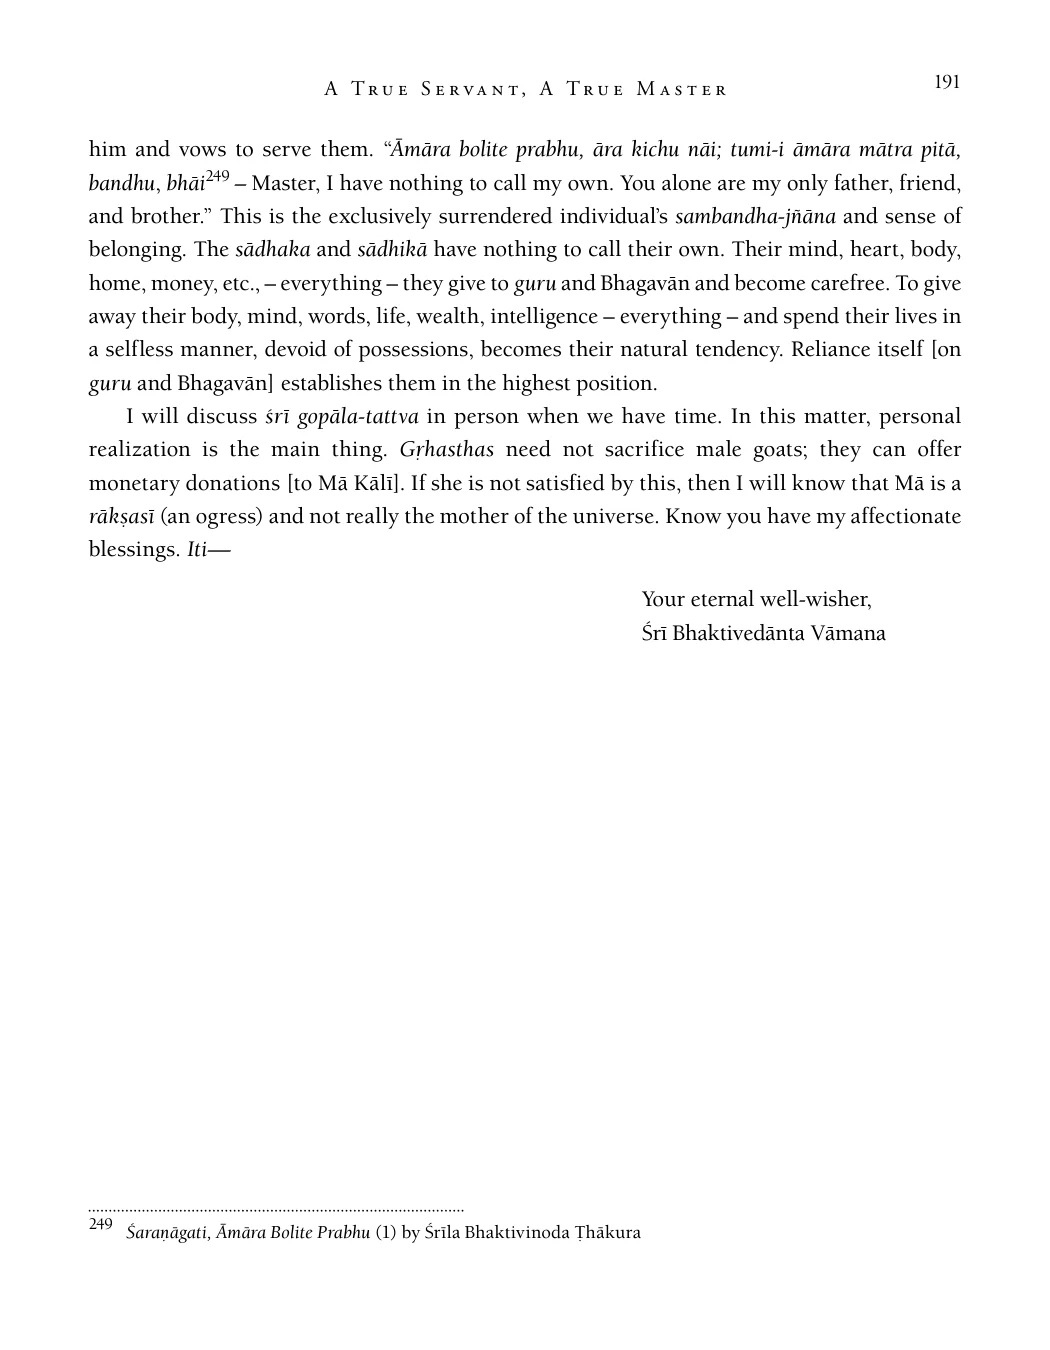 A True Servant, A True Master 191
him and vows to serve them. “Āmāra bolite prabhu, āra kichu nāi; tumi-i āmāra mātra pitā,
bandhu, bhāi249 – Master, I have nothing to call my own. You alone are my only father, friend,
and brother.” This is the exclusively surrendered individual’s sambandha-jñāna and sense of
belonging. The sādhaka and sādhikā have nothing to call their own. Their mind, heart, body,
home, money, etc., – everything – they give to guru and Bhagavān and become carefree. To give
away their body, mind, words, life, wealth, intelligence – everything – and spend their lives in
a selfless manner, devoid of possessions, becomes their natural tendency. Reliance itself [on
guru and Bhagavān] establishes them in the highest position.
I will discuss śrī gopāla-tattva in person when we have time. In this matter, personal
realization is the main thing. Gṛhasthas need not sacrifice male goats; they can offer
monetary donations [to Mā Kālī]. If she is not satisfied by this, then I will know that Mā is a
rākṣasī (an ogress) and not really the mother of the universe. Know you have my affectionate
blessings. Iti—
Your eternal well-wisher,
Śrī Bhaktivedānta Vāmana
249 Śaraṇāgati, Āmāra Bolite Prabhu (1) by Śrīla Bhaktivinoda Ṭhākura